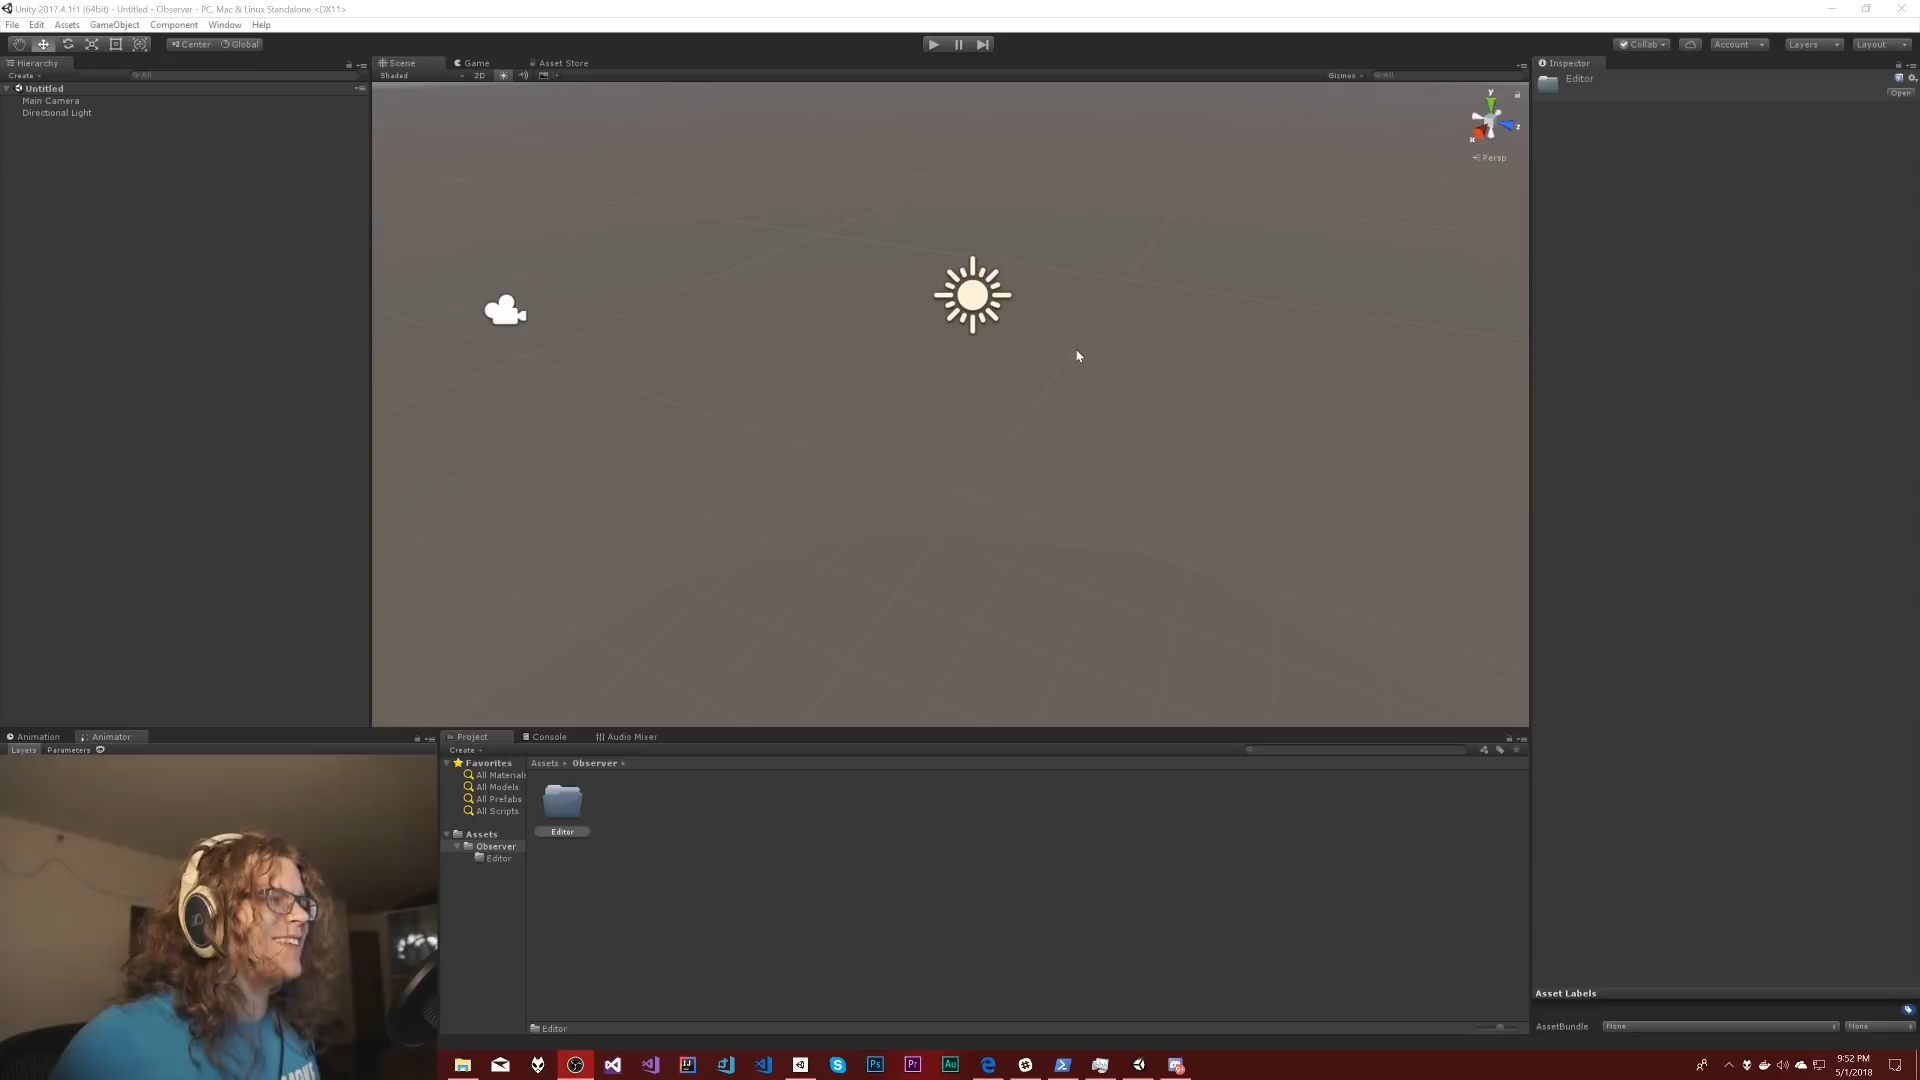 Unity 2017.4.1f1 (64bit) - Untitled - Observer - PC, Mac & Linux Standalone <DX11>
File Edit Assets GameObject Component Window Help
Center Global
Collab Account Layers Layout
Hierarchy
Create All
Untitled
Main Camera
Directional Light
Scene Game Asset Store
Shaded 2D Gizmos All
y
z
x
Persp
Inspector
Editor
Open
Animation Animator
Layers Parameters
Project Console Audio Mixer
Create
Favorites
All Materials
All Models
All Prefabs
All Scripts
Assets
Observer
Editor
Assets Observer
Editor
Editor
Asset Labels
AssetBundle None None
9:52 PM
5/1/2018